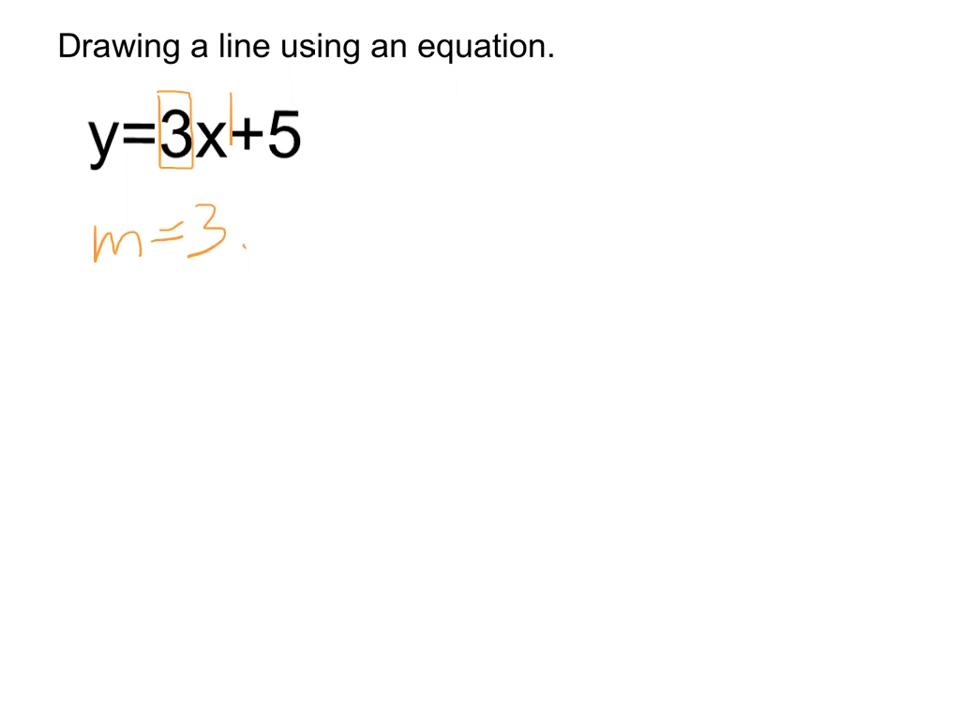 Drawing a line using an equation.
y=3x+5
m=3.